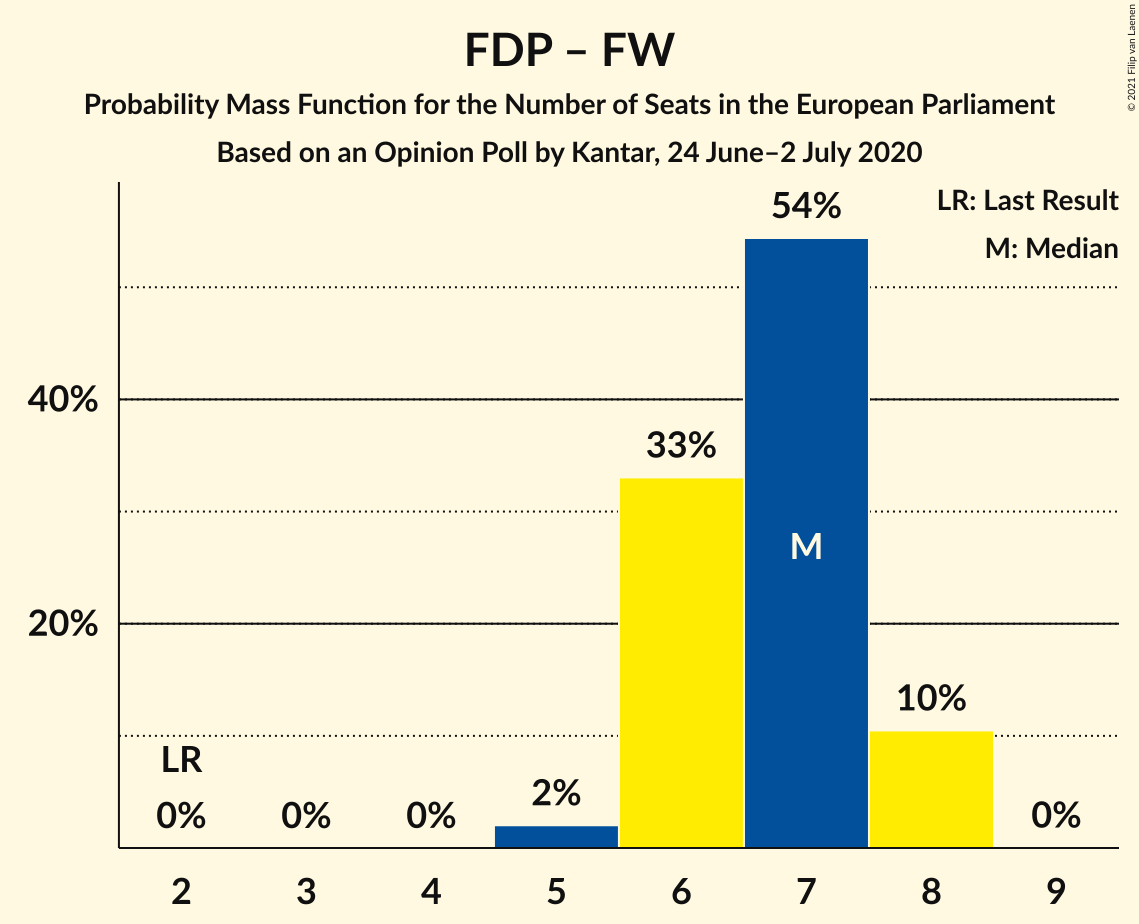 FDP – FW
Probability Mass Function for the Number of Seats in the European Parliament
Based on an Opinion Poll by Kantar, 24 June–2 July 2020
© 2021 Filip van Laenen
LR: Last Result
M: Median
54%
40%
33%
M
20%
10%
LR
2%
0%
0%
0%
0%
2
3
4
5
6
7
8
9